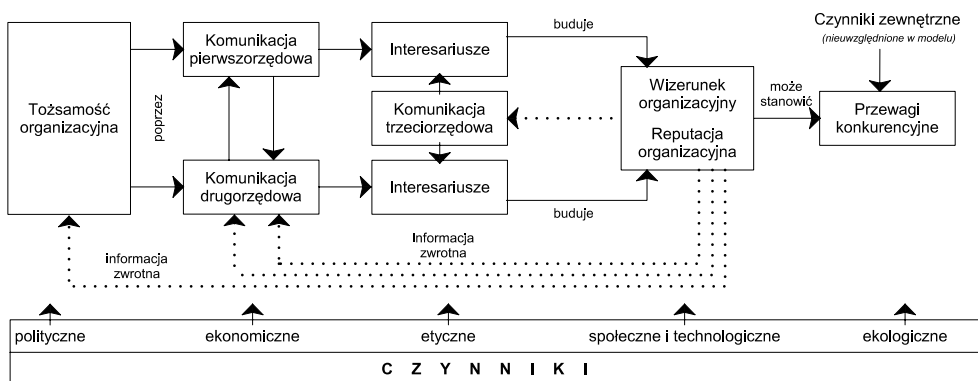 Tożsamość
organizacyjna
poprzez
Komunikacja
pierwszorzędowa
Komunikacja
drugorzędowa
Interesariusze
Komunikacja
trzeciorzędowa
Interesariusze
buduje
buduje
Wizerunek
organizacyjny
Reputacja
organizacyjna
może
stanowić
Czynniki zewnętrzne
(nieuwzględnione w modelu)
Przewagi
konkurencyjne
informacja
zwrotna
Informacja
zwrotna
polityczne
ekonomiczne
etyczne
społeczne i technologiczne
ekologiczne
C Z Y N N I K I